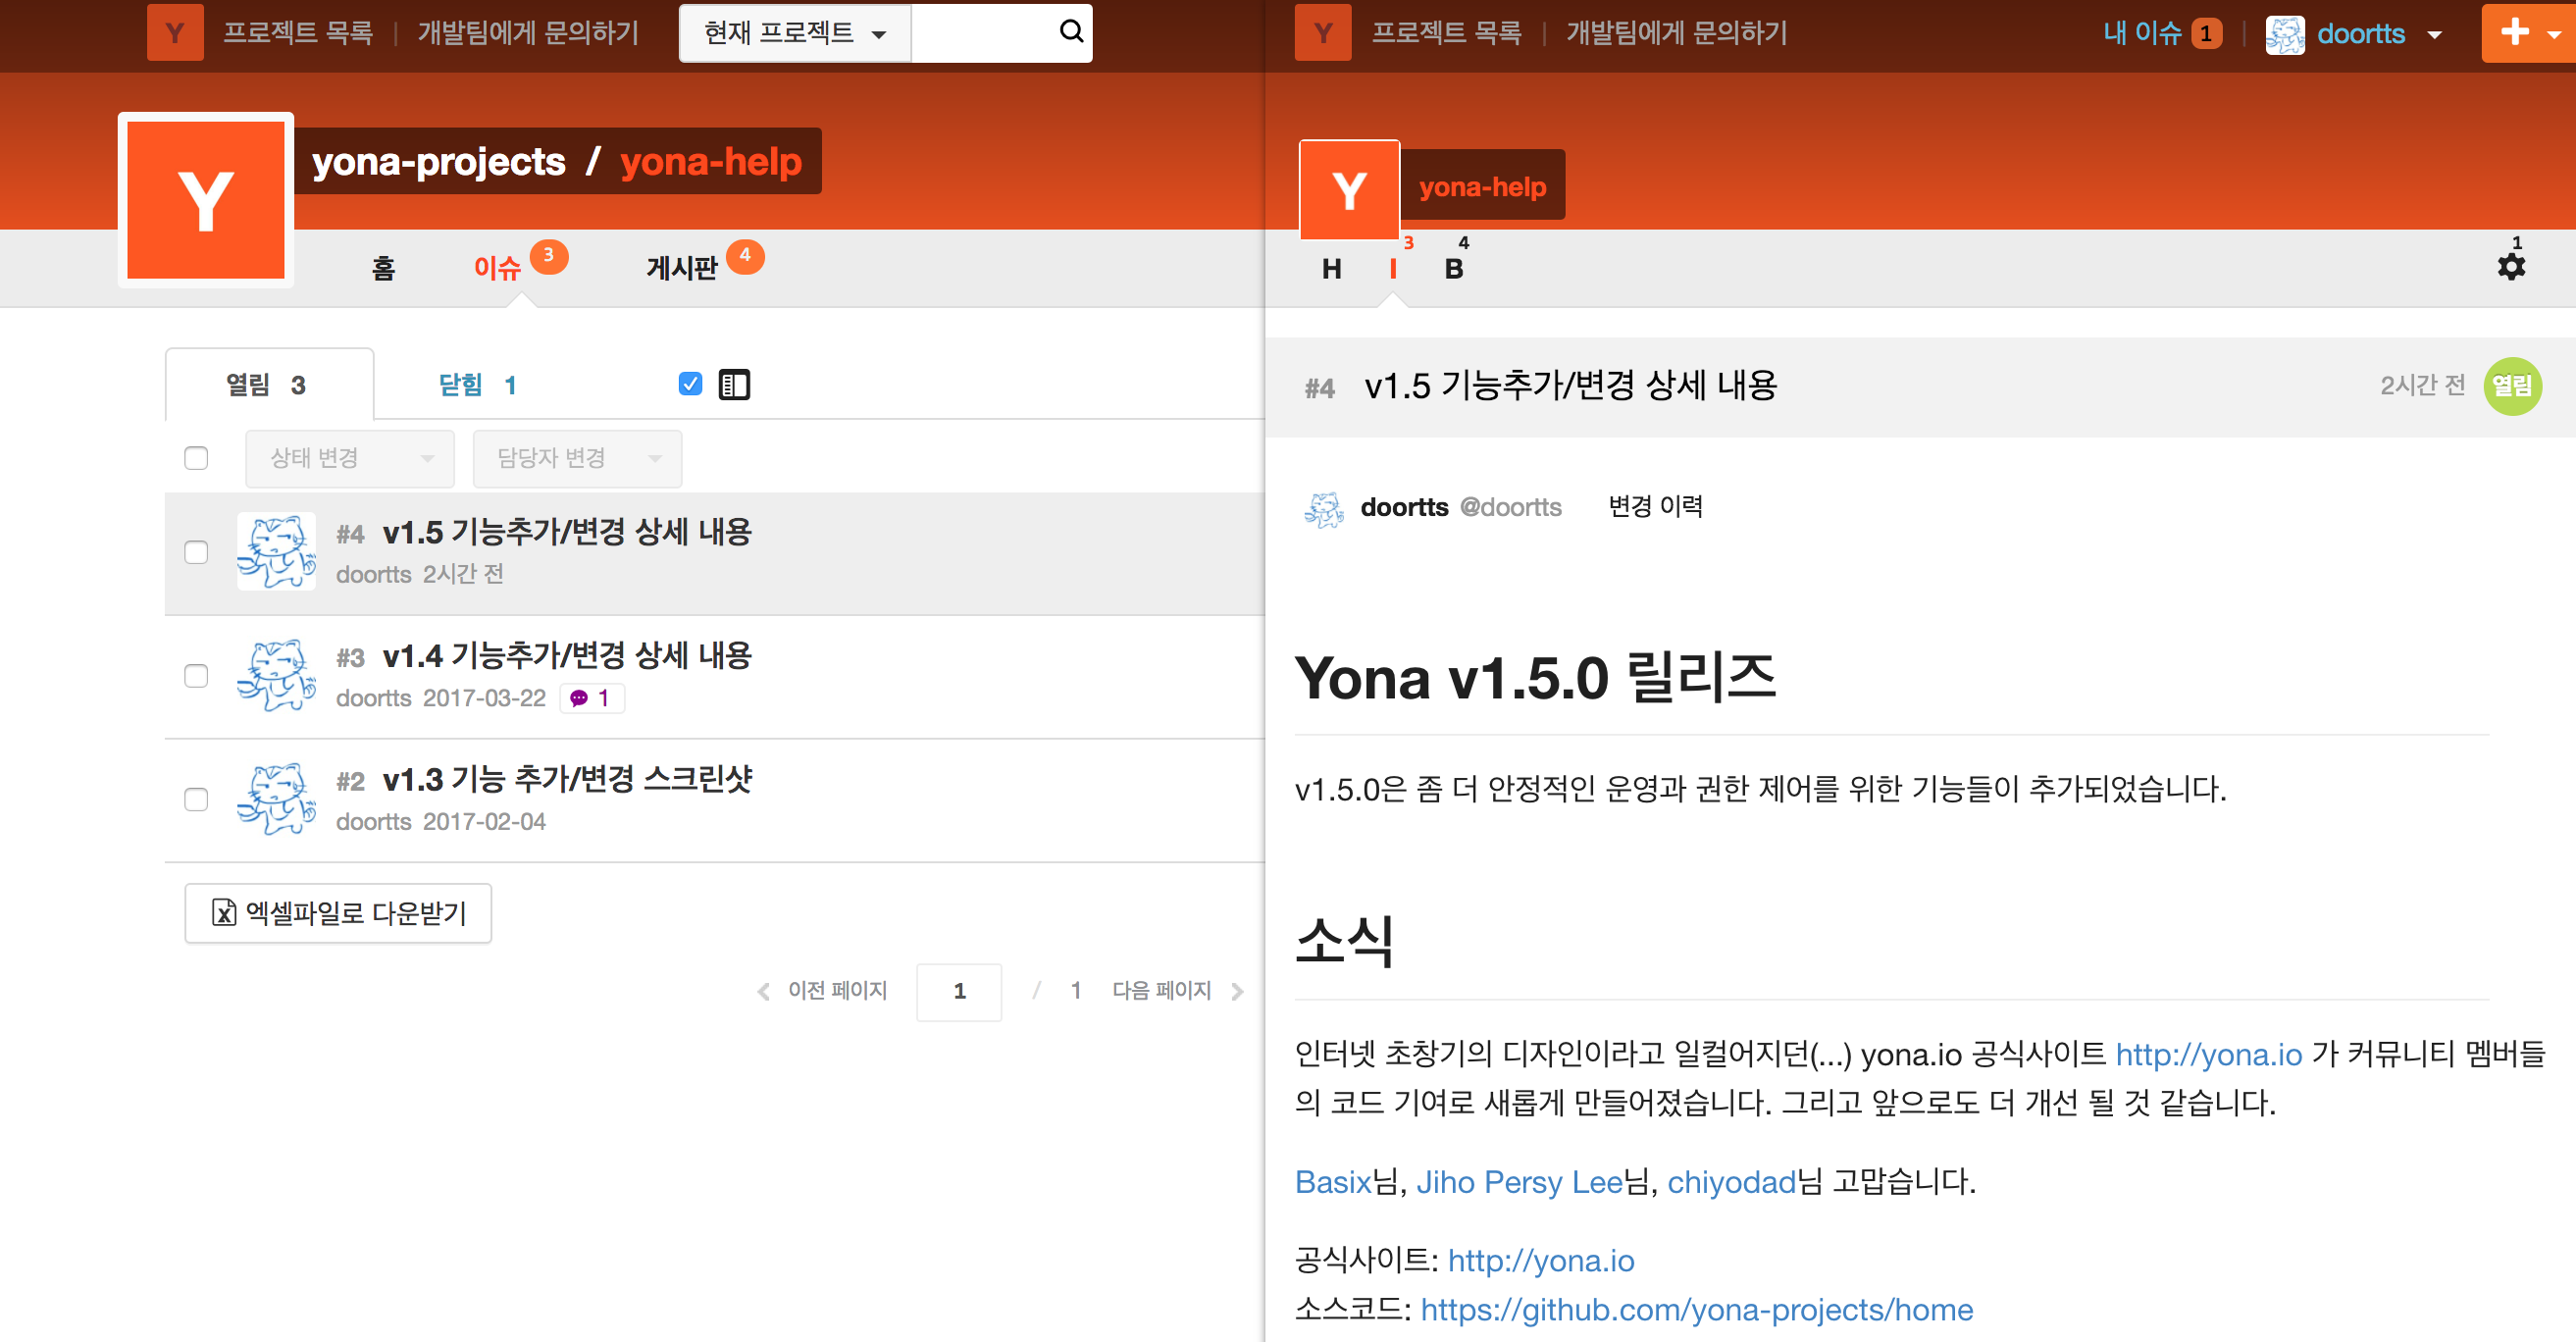 Y 프로젝트 목록 | 개발팀에게 문의하기 현재 프로젝트
Y yona-projects / yona-help
홈 이슈 3 게시판 4
열림 3 닫힘 1
상태 변경 담당자 변경
#4 v1.5 기능추가/변경 상세 내용
doortts 2시간 전
#3 v1.4 기능추가/변경 상세 내용
doortts 2017-03-22 1
#2 v1.3 기능 추가/변경 스크린샷
doortts 2017-02-04
엑셀파일로 다운받기
이전 페이지 1 / 1 다음 페이지
Y 프로젝트 목록 | 개발팀에게 문의하기 내 이슈 1 | doortts
Y yona-help
H I 3 B 4 1
#4 v1.5 기능추가/변경 상세 내용 2시간 전 열림
doortts @doortts 변경 이력
Yona v1.5.0 릴리즈
v1.5.0은 좀 더 안정적인 운영과 권한 제어를 위한 기능들이 추가되었습니다.
소식
인터넷 초창기의 디자인이라고 일컬어지던(...) yona.io 공식사이트 http://yona.io 가 커뮤니티 멤버들
의 코드 기여로 새롭게 만들어졌습니다. 그리고 앞으로도 더 개선 될 것 같습니다.
Basix님, Jiho Persy Lee님, chiyodad님 고맙습니다.
공식사이트: http://yona.io
소스코드: https://github.com/yona-projects/home